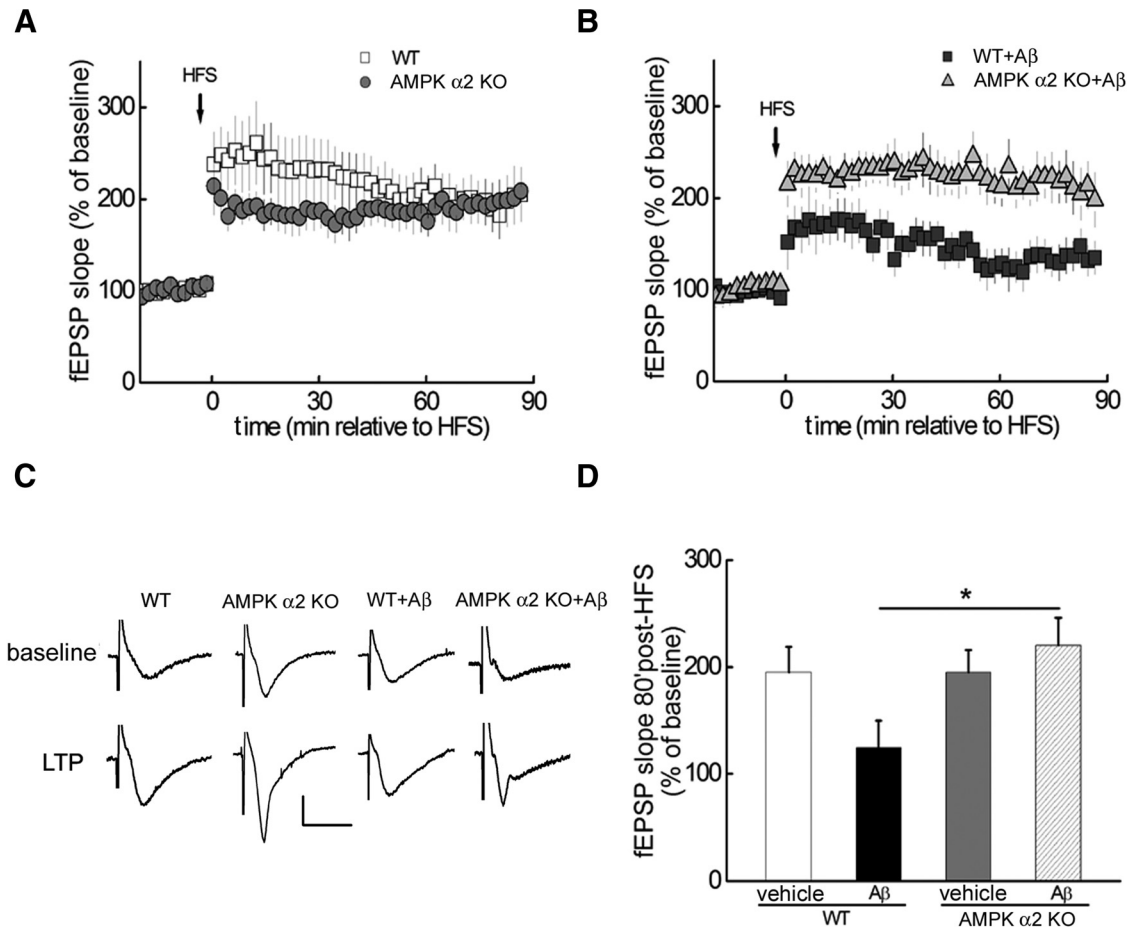 A
WT
AMPK α2 KO
HFS
fEPSP slope (% of baseline)
300
200
100
0
0 30 60 90
time (min relative to HFS)
B
WT+Aβ
AMPK α2 KO+Aβ
HFS
fEPSP slope (% of baseline)
300
200
100
0
0 30 60 90
time (min relative to HFS)
C
WT AMPK α2 KO WT+Aβ AMPK α2 KO+Aβ
baseline
LTP
D
fEPSP slope 80'post-HFS
(% of baseline)
300
200
100
0
*
vehicle Aβ vehicle Aβ
WT AMPK α2 KO